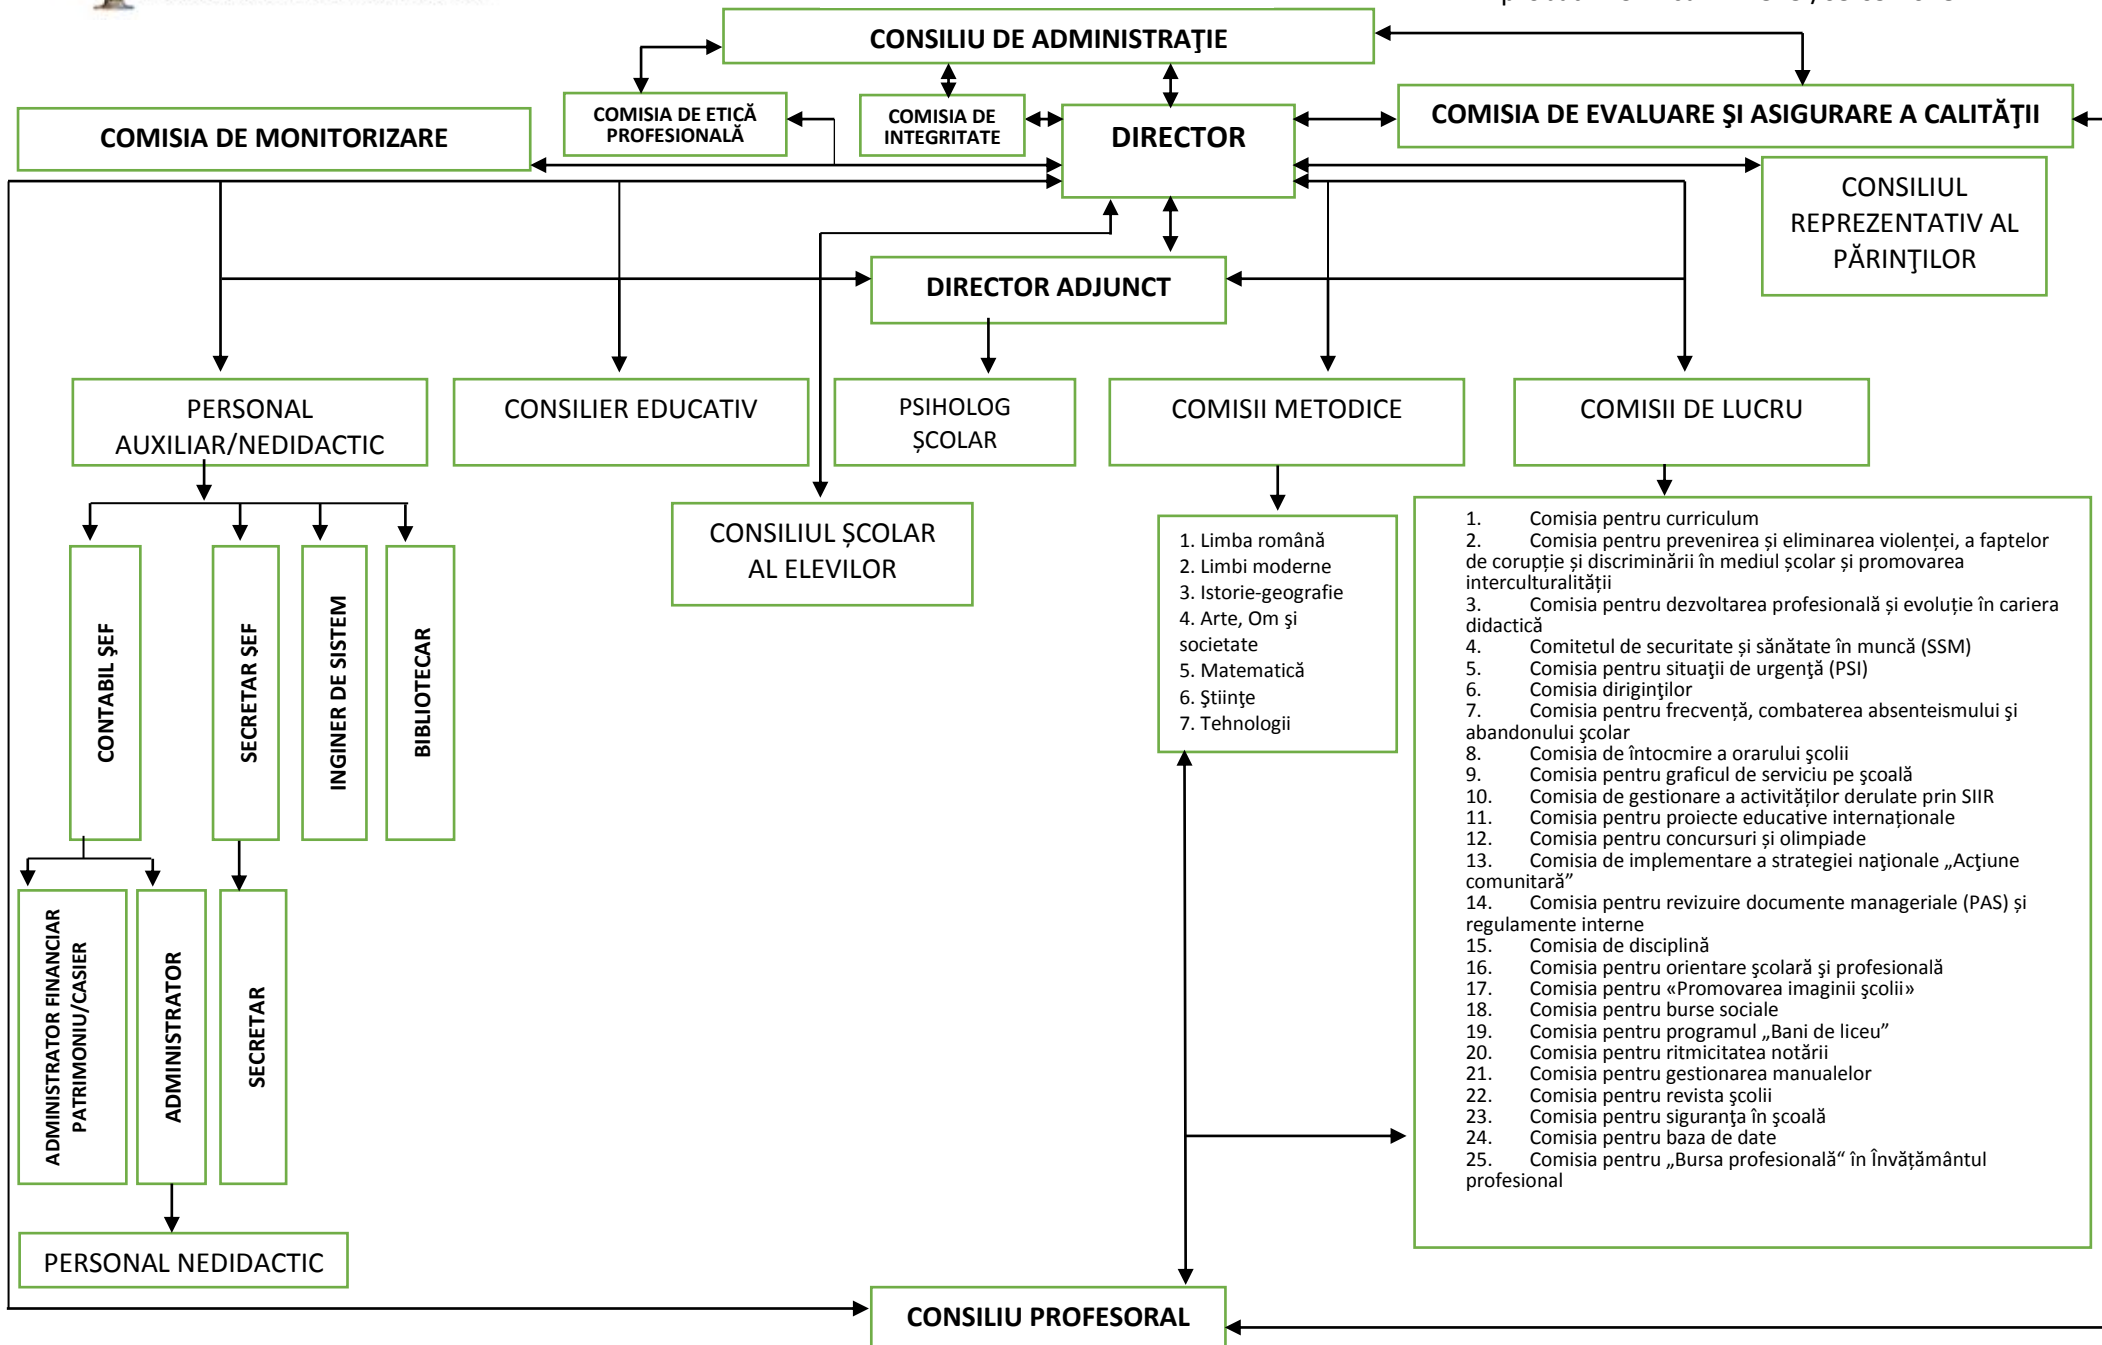 CONSILIU DE ADMINISTRAŢIE
COMISIA DE MONITORIZARE
COMISIA DE ETICĂ
PROFESIONALĂ
COMISIA DE
INTEGRITATE
DIRECTOR
COMISIA DE EVALUARE ŞI ASIGURARE A CALITĂŢII
CONSILIUL
REPREZENTATIV AL
PĂRINŢILOR
DIRECTOR ADJUNCT
PERSONAL
AUXILIAR/NEDIDACTIC
CONSILIER EDUCATIV
PSIHOLOG
ȘCOLAR
COMISII METODICE
COMISII DE LUCRU
CONSILIUL ȘCOLAR
AL ELEVILOR
CONTABIL ŞEF
SECRETAR ŞEF
INGINER DE SISTEM
BIBLIOTECAR
1. Limba română
2. Limbi moderne
3. Istorie-geografie
4. Arte, Om şi
societate
5. Matematică
6. Ştiinţe
7. Tehnologii
1. Comisia pentru curriculum
2. Comisia pentru prevenirea și eliminarea violenței, a faptelor
de corupție și discriminării în mediul școlar și promovarea
interculturalității
3. Comisia pentru dezvoltarea profesională și evoluție în cariera
didactică
4. Comitetul de securitate și sănătate în muncă (SSM)
5. Comisia pentru situaţii de urgenţă (PSI)
6. Comisia diriginţilor
7. Comisia pentru frecvență, combaterea absenteismului şi
abandonului şcolar
8. Comisia de întocmire a orarului şcolii
9. Comisia pentru graficul de serviciu pe şcoală
10. Comisia de gestionare a activităților derulate prin SIIR
11. Comisia pentru proiecte educative internaționale
12. Comisia pentru concursuri și olimpiade
13. Comisia de implementare a strategiei naţionale „Acţiune
comunitară”
14. Comisia pentru revizuire documente manageriale (PAS) și
regulamente interne
15. Comisia de disciplină
16. Comisia pentru orientare şcolară şi profesională
17. Comisia pentru «Promovarea imaginii şcolii»
18. Comisia pentru burse sociale
19. Comisia pentru programul „Bani de liceu”
20. Comisia pentru ritmicitatea notării
21. Comisia pentru gestionarea manualelor
22. Comisia pentru revista şcolii
23. Comisia pentru siguranţa în şcoală
24. Comisia pentru baza de date
25. Comisia pentru „Bursa profesională“ în Învățământul
profesional
ADMINISTRATOR FINANCIAR
PATRIMONIU/CASIER
ADMINISTRATOR
SECRETAR
PERSONAL NEDIDACTIC
CONSILIU PROFESORAL